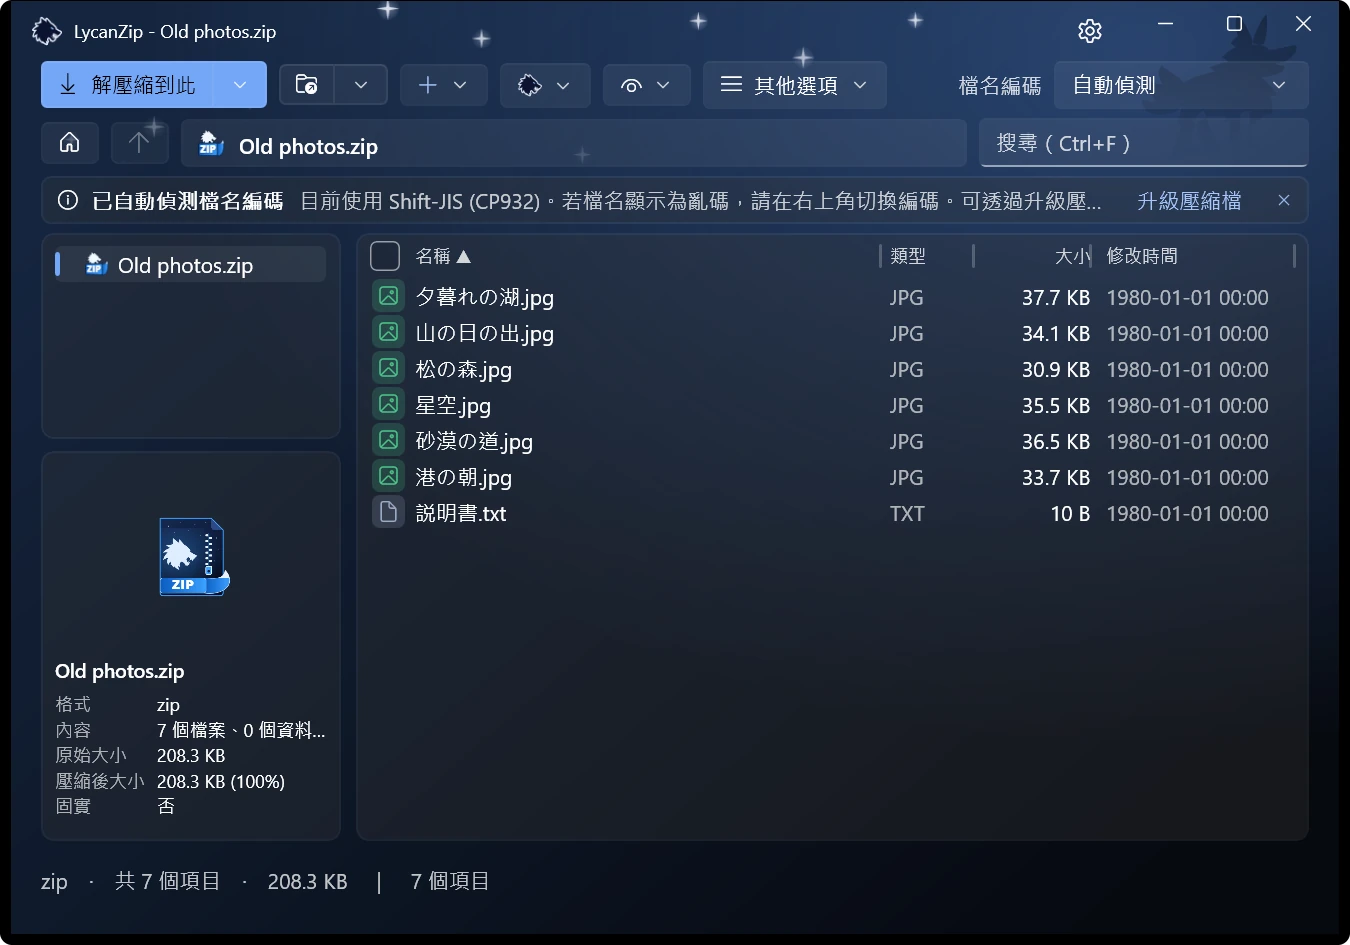 LycanZip - Old photos.zip
解壓縮到此
其他選項
檔名編碼
自動偵測
Old photos.zip
搜尋 ( Ctrl+F )
已自動偵測檔名編碼 目前使用 Shift-JIS (CP932)。若檔名顯示為亂碼，請在右上角切換編碼。可透過升級壓... 升級壓縮檔
Old photos.zip
名稱 類型 大小 修改時間
夕暮れの湖.jpg JPG 37.7 KB 1980-01-01 00:00
山の日の出.jpg JPG 34.1 KB 1980-01-01 00:00
松の森.jpg JPG 30.9 KB 1980-01-01 00:00
星空.jpg JPG 35.5 KB 1980-01-01 00:00
砂漠の道.jpg JPG 36.5 KB 1980-01-01 00:00
港の朝.jpg JPG 33.7 KB 1980-01-01 00:00
説明書.txt TXT 10 B 1980-01-01 00:00
ZIP
Old photos.zip
格式 zip
內容 7 個檔案、0 個資料...
原始大小 208.3 KB
壓縮後大小 208.3 KB (100%)
固實 否
zip · 共 7 個項目 · 208.3 KB | 7 個項目